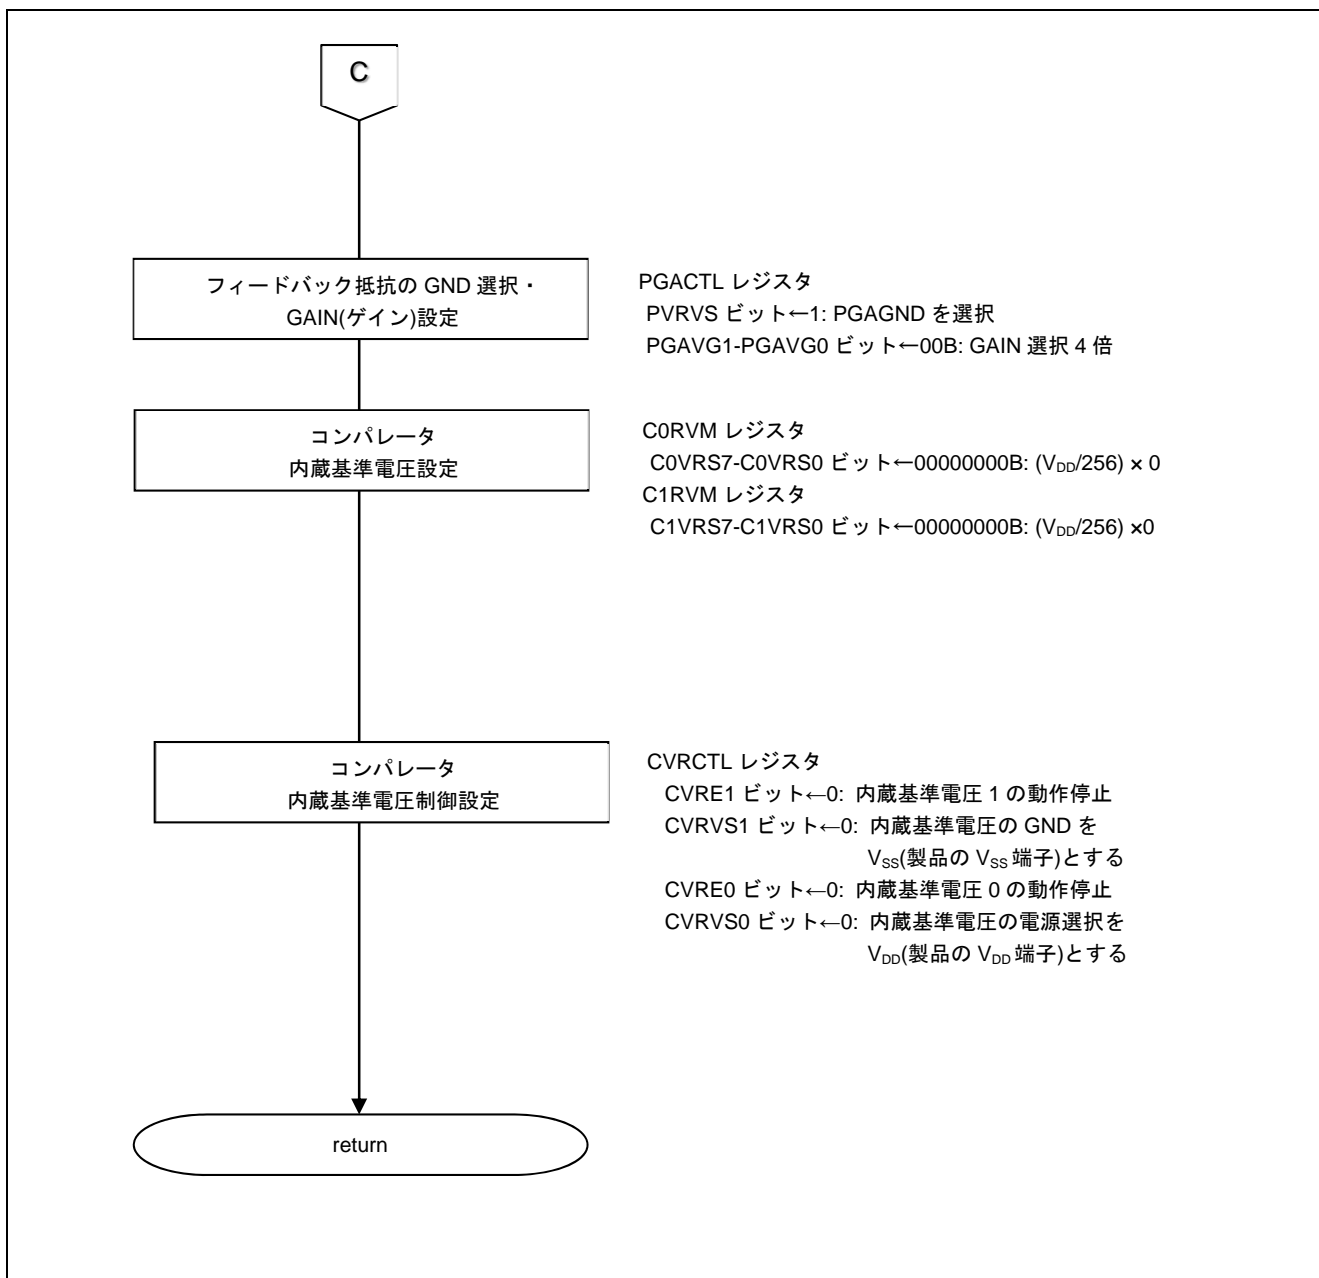 C
フィードバック抵抗の GND 選択・
GAIN(ゲイン)設定
PGACTL レジスタ
PVRVS ビット←1: PGAGND を選択
PGAVG1-PGAVG0 ビット←00B: GAIN 選択 4 倍
コンパレータ
内蔵基準電圧設定
C0RVM レジスタ
C0VRS7-C0VRS0 ビット←00000000B: (VDD/256) × 0
C1RVM レジスタ
C1VRS7-C1VRS0 ビット←00000000B: (VDD/256) ×0
コンパレータ
内蔵基準電圧制御設定
CVRCTL レジスタ
CVRE1 ビット←0: 内蔵基準電圧 1 の動作停止
CVRVS1 ビット←0: 内蔵基準電圧の GND を
VSS(製品の VSS 端子)とする
CVRE0 ビット←0: 内蔵基準電圧 0 の動作停止
CVRVS0 ビット←0: 内蔵基準電圧の電源選択を
VDD(製品の VDD 端子)とする
return